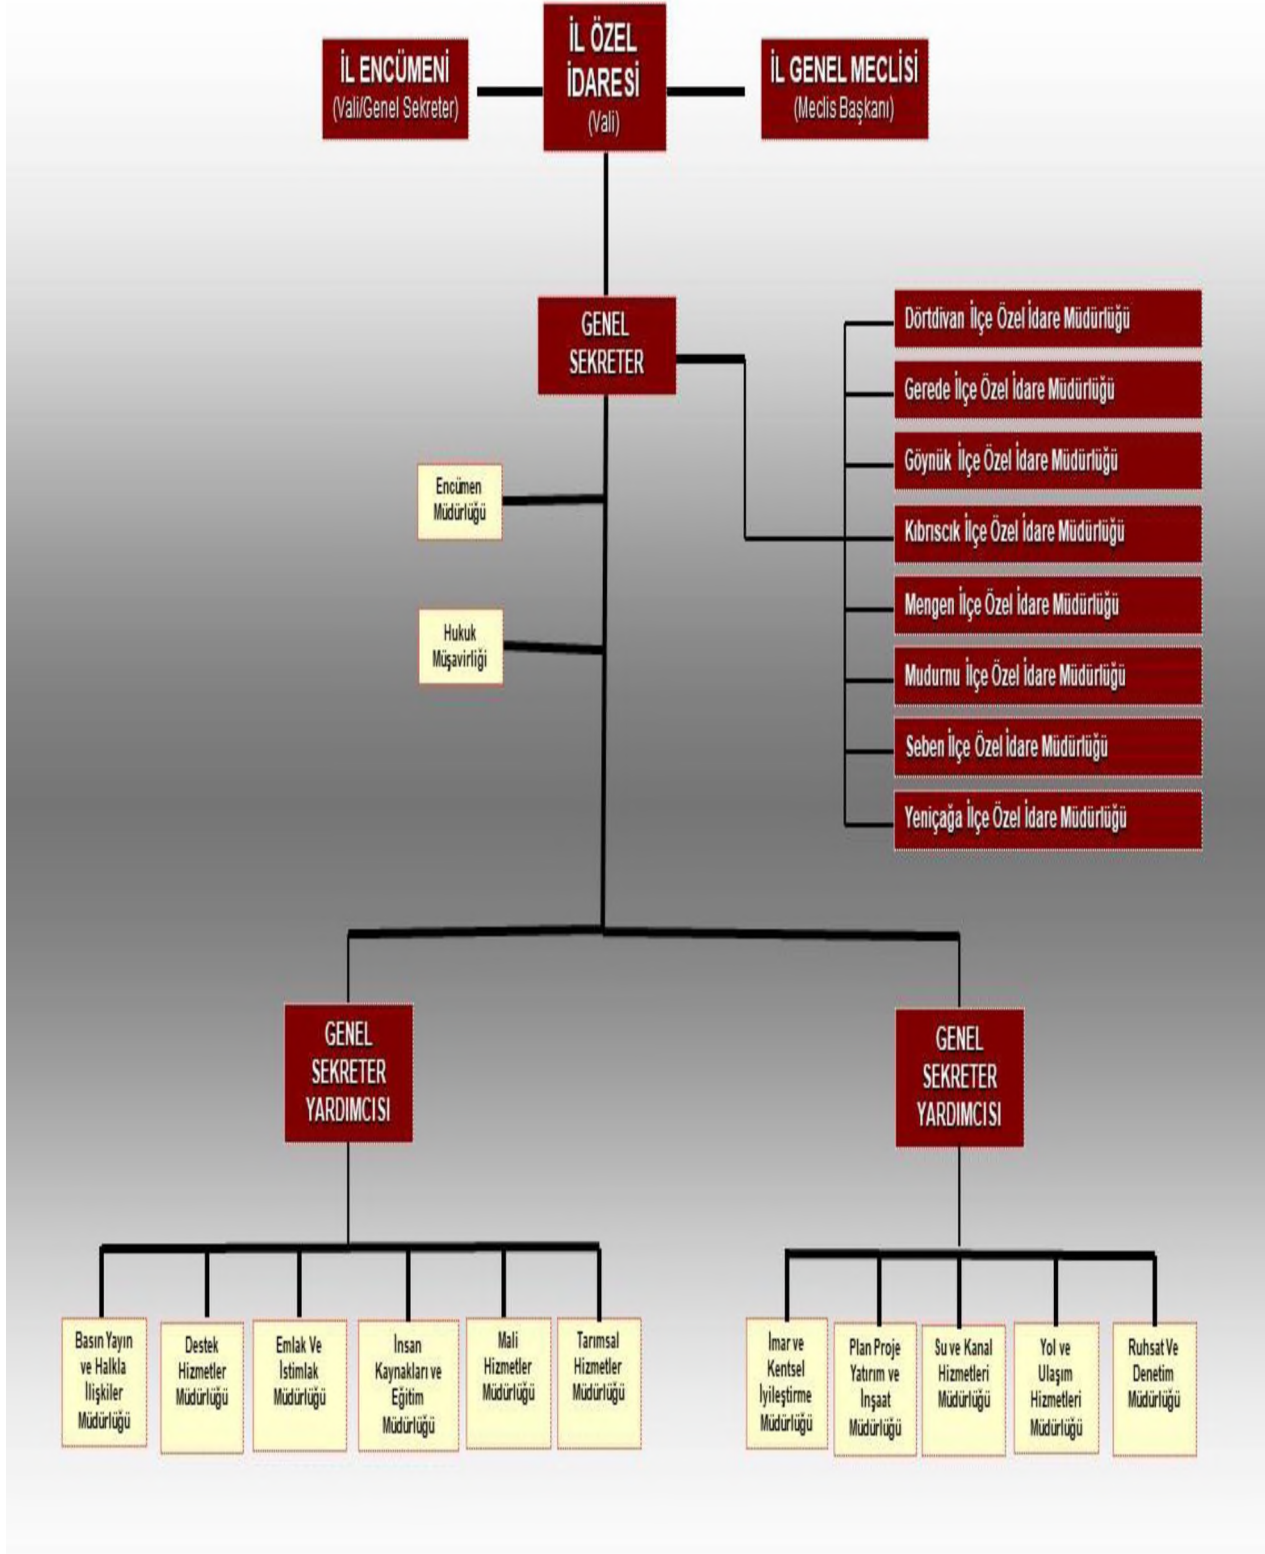 İL ENCÜMENİ
(Vali/Genel Sekreter)
İL ÖZEL
İDARESİ
(Vali)
İL GENEL MECLİSİ
(Meclis Başkanı)
GENEL
SEKRETER
Dörtdivan İlçe Özel İdare Müdürlüğü
Gerede İlçe Özel İdare Müdürlüğü
Göynük İlçe Özel İdare Müdürlüğü
Kıbrıscık İlçe Özel İdare Müdürlüğü
Mengen İlçe Özel İdare Müdürlüğü
Mudurnu İlçe Özel İdare Müdürlüğü
Seben İlçe Özel İdare Müdürlüğü
Yeniçağa İlçe Özel İdare Müdürlüğü
Encümen
Müdürlüğü
Hukuk
Müşavirliği
GENEL
SEKRETER
YARDIMCISI
GENEL
SEKRETER
YARDIMCISI
Basın Yayın
ve Halkla
İlişkiler
Müdürlüğü
Destek
Hizmetler
Müdürlüğü
Emlak Ve
İstimlak
Müdürlüğü
İnsan
Kaynakları ve
Eğitim
Müdürlüğü
Mali
Hizmetler
Müdürlüğü
Tarımsal
Hizmetler
Müdürlüğü
İmar ve
Kentsel
İyileştirme
Müdürlüğü
Plan Proje
Yatırım ve
İnşaat
Müdürlüğü
Su ve Kanal
Hizmetleri
Müdürlüğü
Yol ve
Ulaşım
Hizmetleri
Müdürlüğü
Ruhsat Ve
Denetim
Müdürlüğü